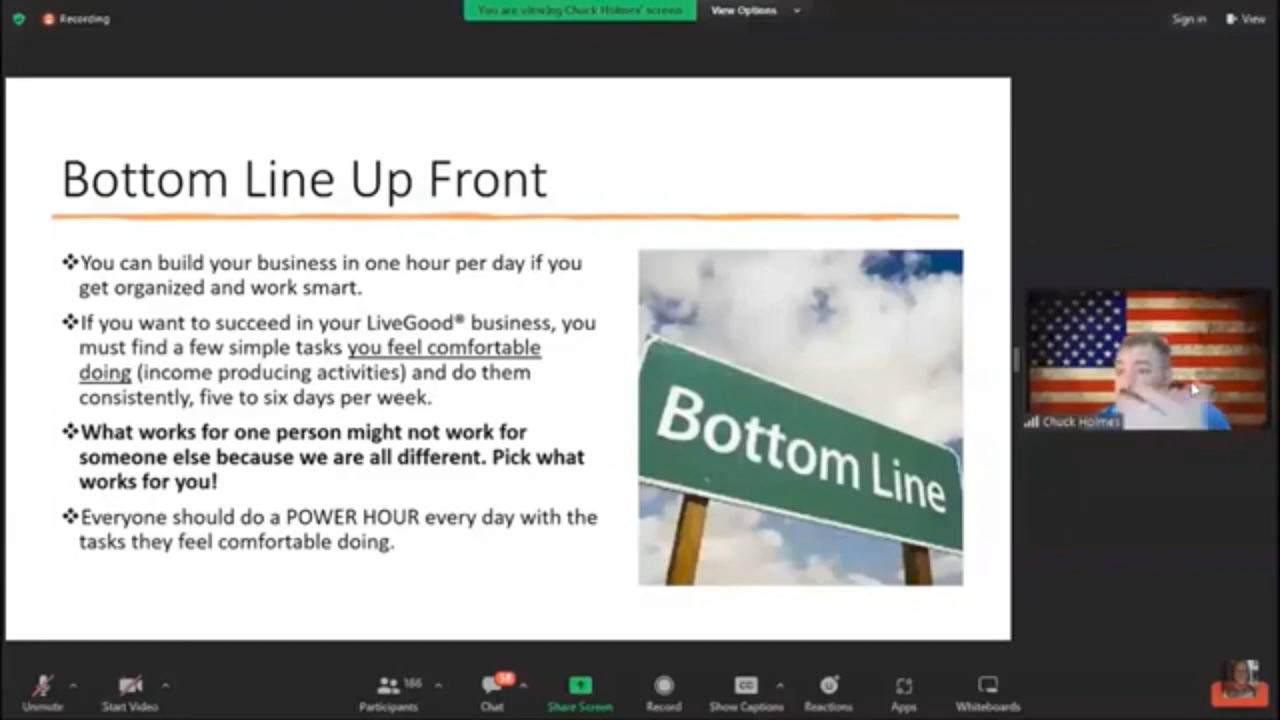 You are viewing Chuck Holmes' screen
View Options
Recording
Sign in
View
Bottom Line Up Front
❖You can build your business in one hour per day if you
get organized and work smart.
❖If you want to succeed in your LiveGood® business, you
must find a few simple tasks you feel comfortable
doing (income producing activities) and do them
consistently, five to six days per week.
❖What works for one person might not work for
someone else because we are all different. Pick what
works for you!
❖Everyone should do a POWER HOUR every day with the
tasks they feel comfortable doing.
Bottom Line
Chuck Holmes
Unmute
Start Video
Participants
186
Chat
58
Share Screen
Record
CC
Show Captions
Reactions
Apps
Whiteboards